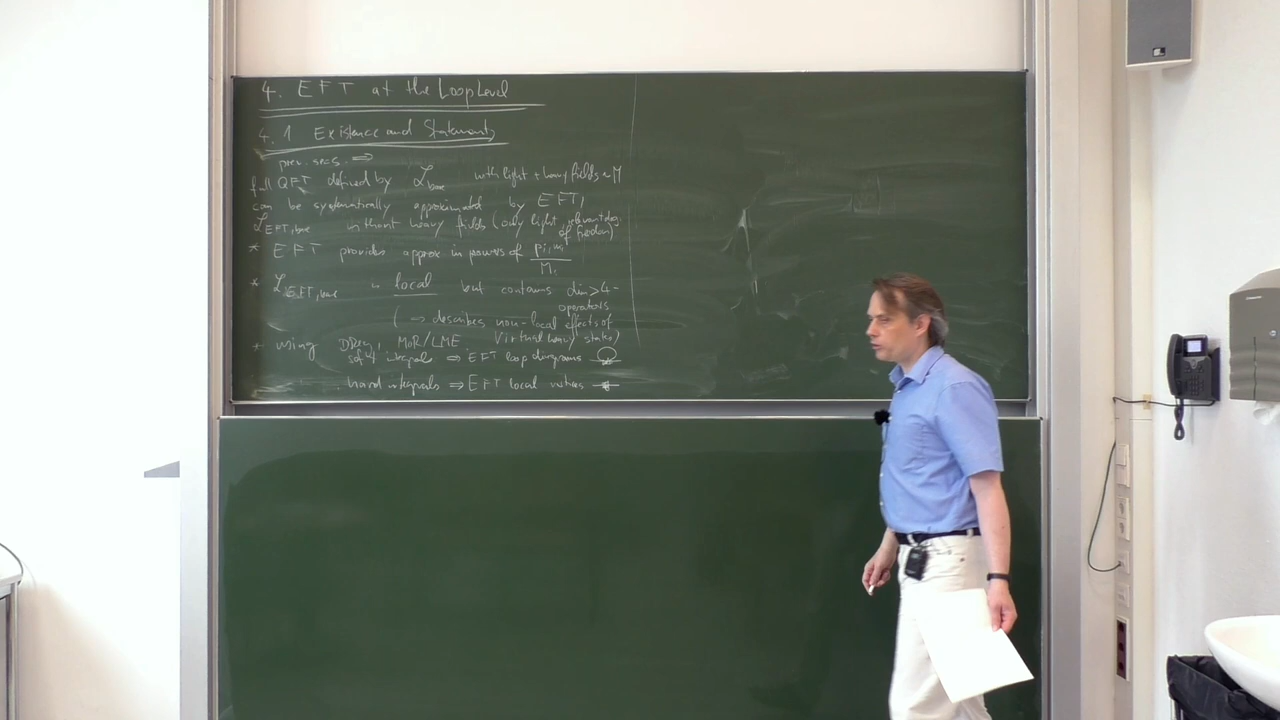 4. EFT at the Loop Level
4.1 Existence and Statements
prev. secs. ⇒
full QFT defined by ℒ_bare with light + heavy fields ~ M
can be systematically approximated by EFT,
ℒ_EFT,bare without heavy fields (only light, relevant deg. of freedom)
* EFT provides approx in powers of p_i, m_i / M_i
* ℒ_EFT,bare is local but contains dim>4-
operators
( → describes non-local effects of
virtual heavy states)
* using DReg, MoR/LME
soft integrals ⇒ EFT loop diagrams
hard integrals ⇒ EFT local vertices